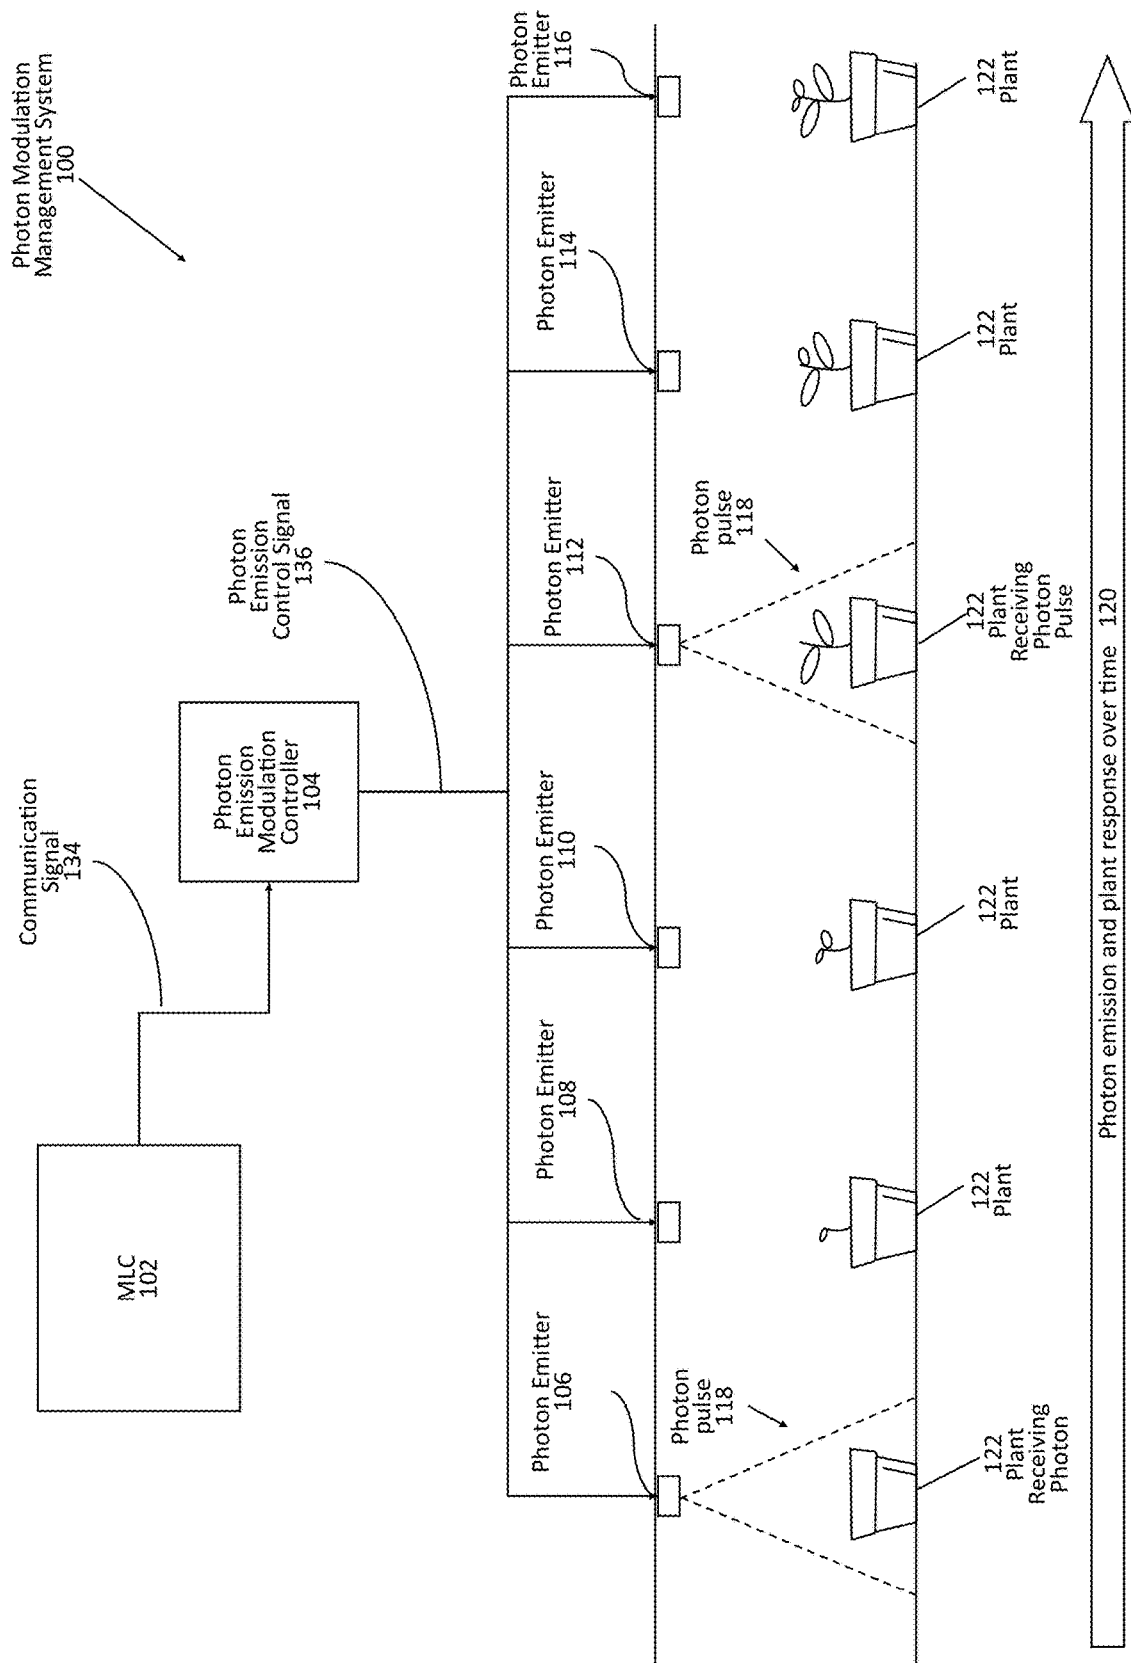 Photon Modulation
Management System
100
Communication
Signal
134
MLC
102
Photon
Emission
Modulation
Controller
104
Photon
Emission
Control Signal
136
Photon Emitter
106
Photon Emitter
108
Photon Emitter
110
Photon Emitter
112
Photon Emitter
114
Photon
Emitter
116
Photon
pulse
118
Photon
pulse
118
122
Plant
Receiving
Photon
122
Plant
122
Plant
122
Plant
Receiving
Photon
Pulse
122
Plant
122
Plant
Photon emission and plant response over time 120